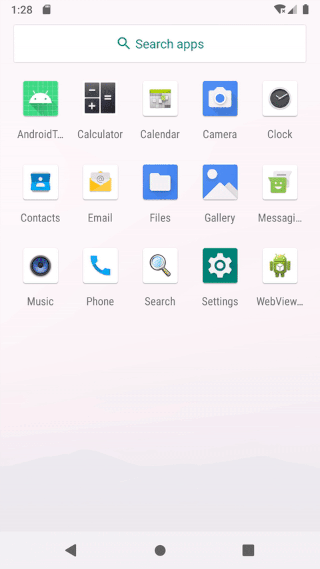 1:28
Search apps
AndroidT... Calculator Calendar Camera Clock
Contacts Email Files Gallery Messagi...
Music Phone Search Settings WebView...